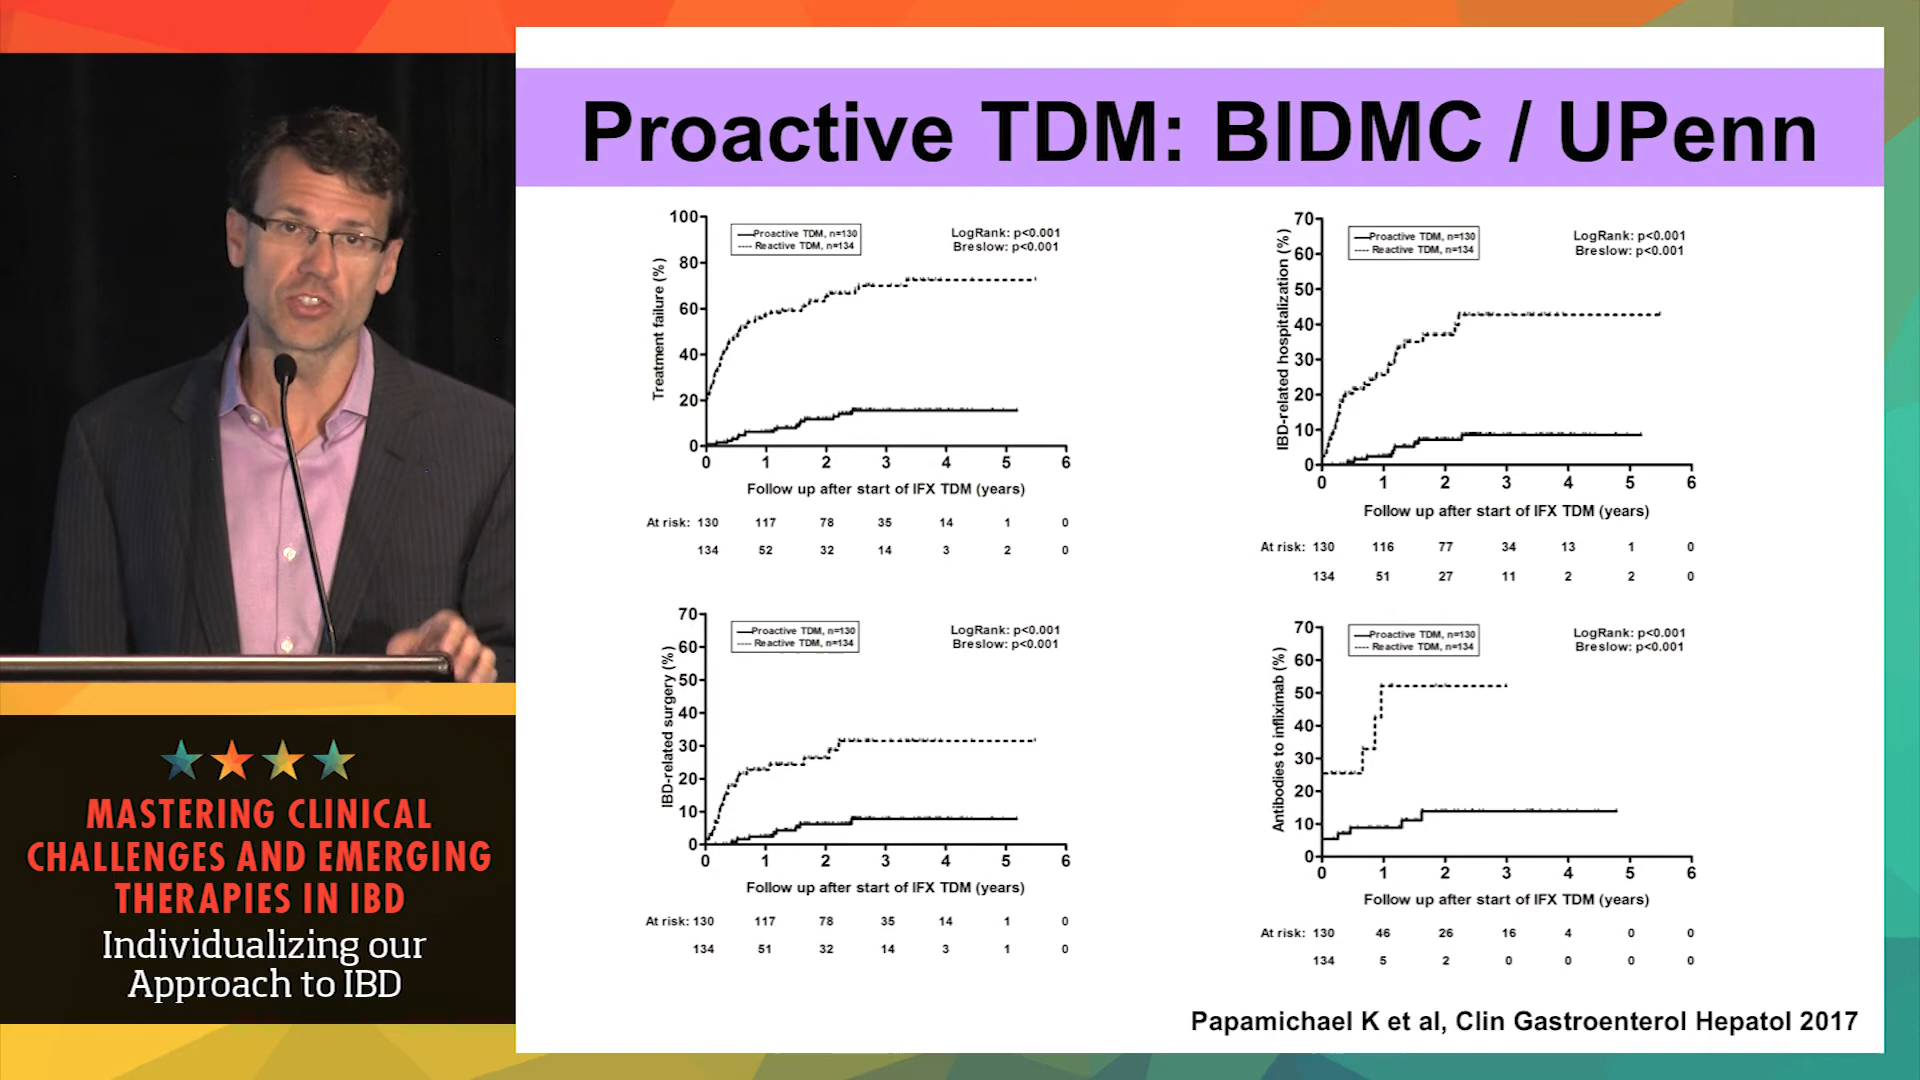 Proactive TDM: BIDMC / UPenn
100
80
60
40
20
0
Treatment failure (%)
Proactive TDM, n=130
Reactive TDM, n=134
LogRank: p<0.001
Breslow: p<0.001
0 1 2 3 4 5 6
Follow up after start of IFX TDM (years)
At risk: 130 117 78 35 14 1 0
134 52 32 14 3 2 0
70
60
50
40
30
20
10
0
IBD-related hospitalization (%)
Proactive TDM, n=130
Reactive TDM, n=134
LogRank: p<0.001
Breslow: p<0.001
0 1 2 3 4 5 6
Follow up after start of IFX TDM (years)
At risk: 130 116 77 34 13 1 0
134 51 27 11 2 2 0
70
60
50
40
30
20
10
0
IBD-related surgery (%)
Proactive TDM, n=130
Reactive TDM, n=134
LogRank: p<0.001
Breslow: p<0.001
0 1 2 3 4 5 6
Follow up after start of IFX TDM (years)
At risk: 130 117 78 35 14 1 0
134 51 32 14 3 1 0
70
60
50
40
30
20
10
0
Antibodies to infliximab (%)
Proactive TDM, n=130
Reactive TDM, n=134
LogRank: p<0.001
Breslow: p<0.001
0 1 2 3 4 5 6
Follow up after start of IFX TDM (years)
At risk: 130 46 26 16 4 0 0
134 5 2 0 0 0 0
Papamichael K et al, Clin Gastroenterol Hepatol 2017
MASTERING CLINICAL
CHALLENGES AND EMERGING
THERAPIES IN IBD
Individualizing our
Approach to IBD